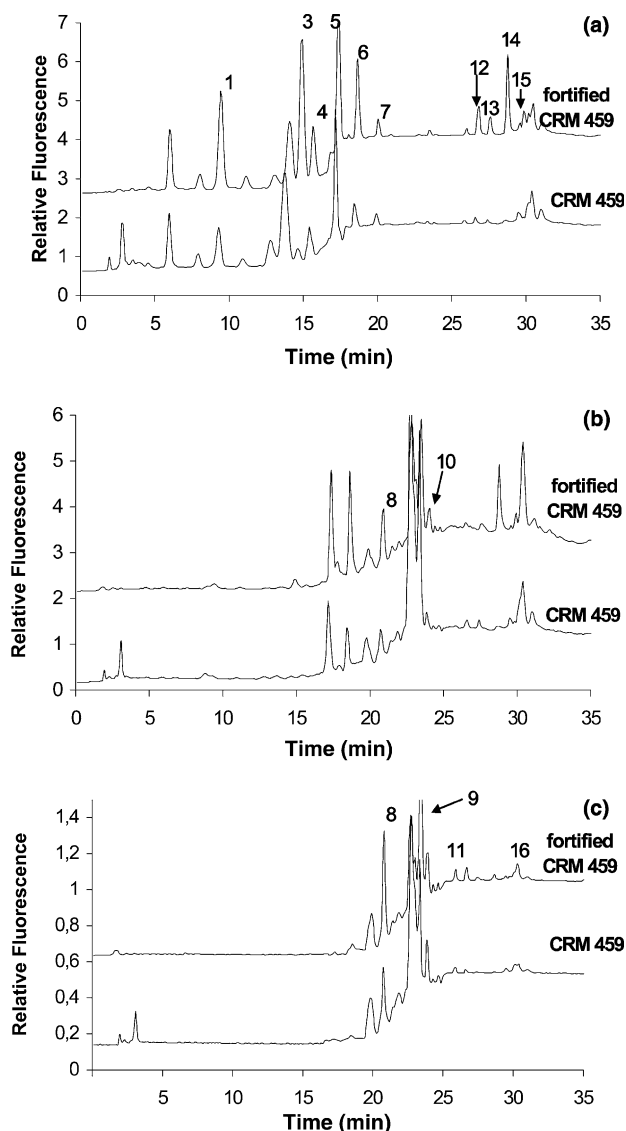 (a)
7
6
5
4
3
2
1
0
Relative Fluorescence
1
3
4
5
6
7
12
13
14
15
fortified
CRM 459
CRM 459
0 5 10 15 20 25 30 35
Time (min)
(b)
6
5
4
3
2
1
0
Relative Fluorescence
8
10
fortified
CRM 459
CRM 459
5 10 15 20 25 30 35
Time (min)
(c)
1,4
1,2
1
0,8
0,6
0,4
0,2
0
Relative Fluorescence
8
9
11
16
fortified
CRM 459
CRM 459
5 10 15 20 25 30 35
Time (min)